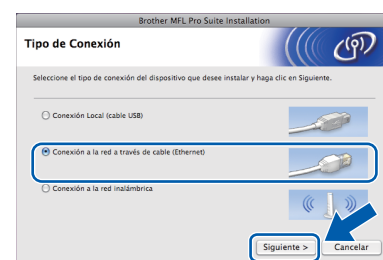 Brother MFL Pro Suite Installation
Tipo de Conexión
Seleccione el tipo de conexión del dispositivo que desee instalar y haga clic en Siguiente.
Conexión Local (cable USB)
Conexión a la red a través de cable (Ethernet)
Conexión a la red inalámbrica
Siguiente >
Cancelar